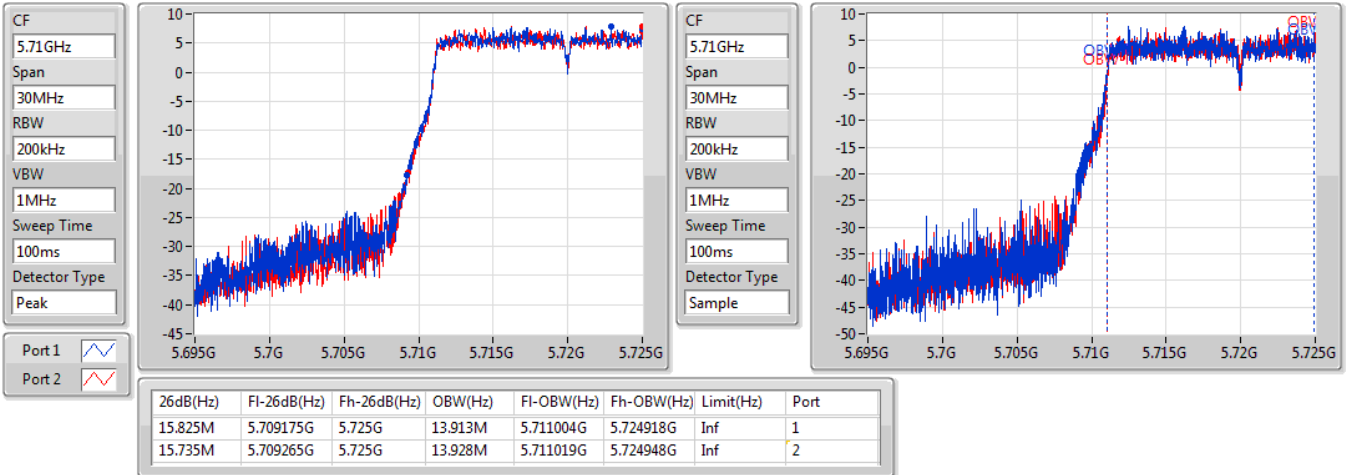 CF
5.71GHz
Span
30MHz
RBW
200kHz
VBW
1MHz
Sweep Time
100ms
Detector Type
Peak
Port 1
Port 2
10
5
0
-5
-10
-15
-20
-25
-30
-35
-40
-45
5.695G 5.7G 5.705G 5.71G 5.715G 5.72G 5.725G
CF
5.71GHz
Span
30MHz
RBW
200kHz
VBW
1MHz
Sweep Time
100ms
Detector Type
Sample
10
5
0
-5
-10
-15
-20
-25
-30
-35
-40
-45
-50
5.695G 5.7G 5.705G 5.71G 5.715G 5.72G 5.725G
26dB(Hz) Fl-26dB(Hz) Fh-26dB(Hz) OBW(Hz) Fl-OBW(Hz) Fh-OBW(Hz) Limit(Hz) Port
15.825M 5.709175G 5.725G 13.913M 5.711004G 5.724918G Inf 1
15.735M 5.709265G 5.725G 13.928M 5.711019G 5.724948G Inf 2